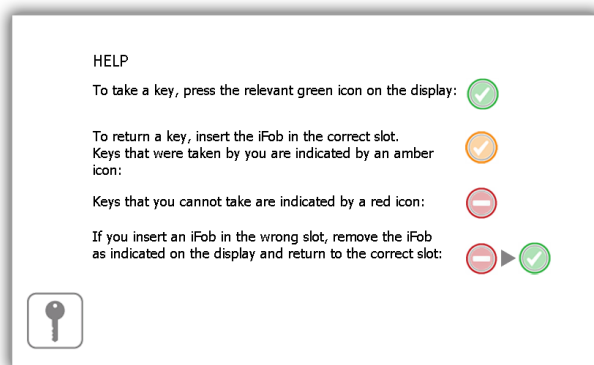 HELP
To take a key, press the relevant green icon on the display:
To return a key, insert the iFob in the correct slot.
Keys that were taken by you are indicated by an amber
icon:
Keys that you cannot take are indicated by a red icon:
If you insert an iFob in the wrong slot, remove the iFob
as indicated on the display and return to the correct slot: